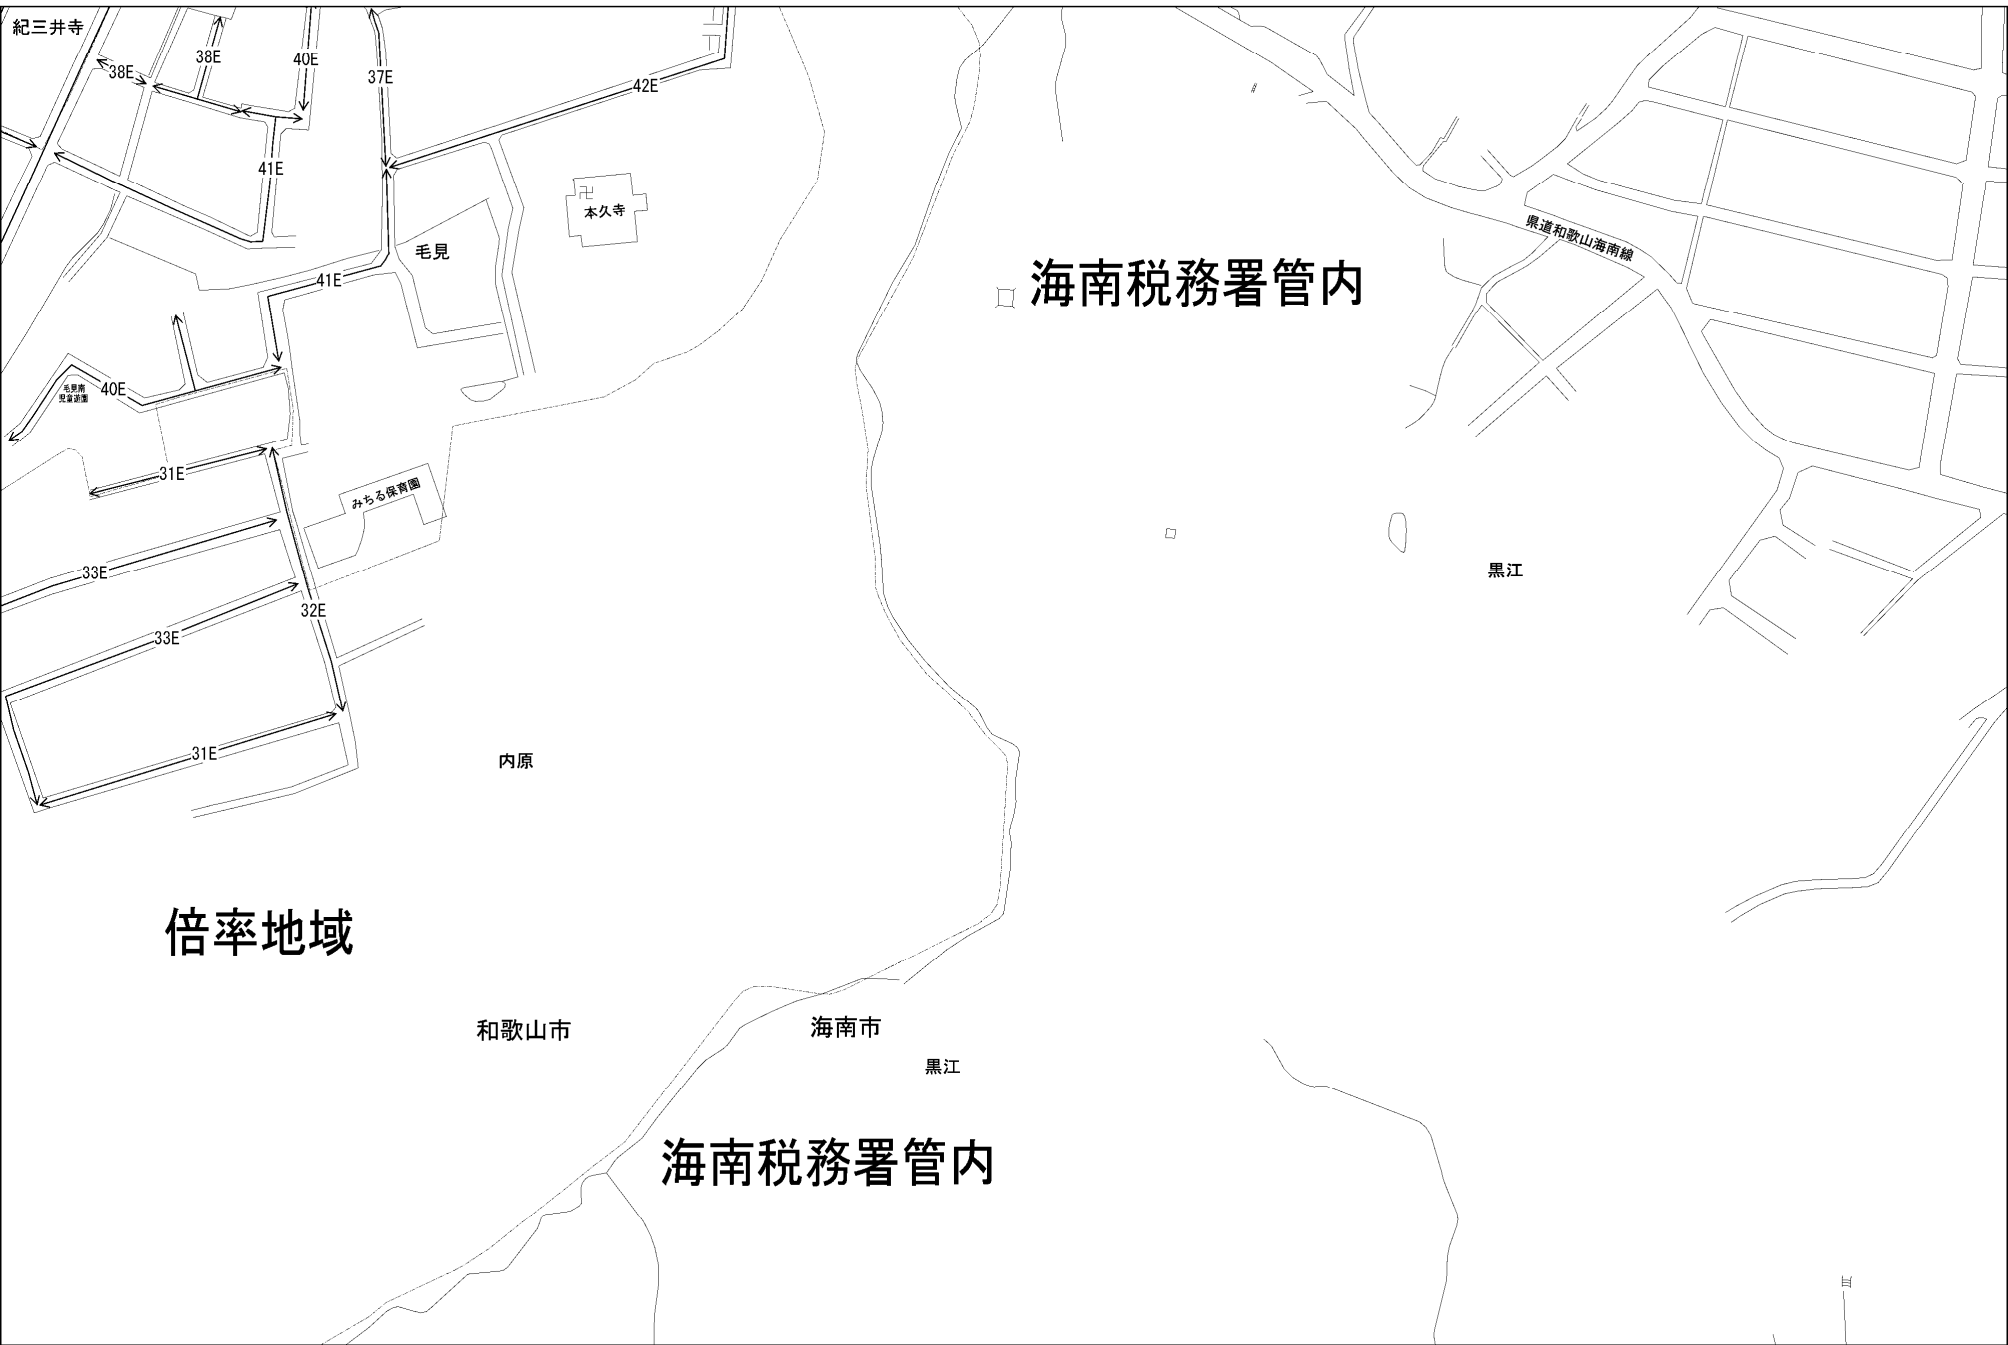 紀三井寺
38E
38E
40E
37E
42E
41E
卍
本久寺
毛見
41E
県道和歌山海南線
海南税務署管内
毛見南
児童遊園
40E
31E
みちる保育園
33E
黒江
32E
33E
31E
内原
倍率地域
和歌山市
海南市
黒江
海南税務署管内